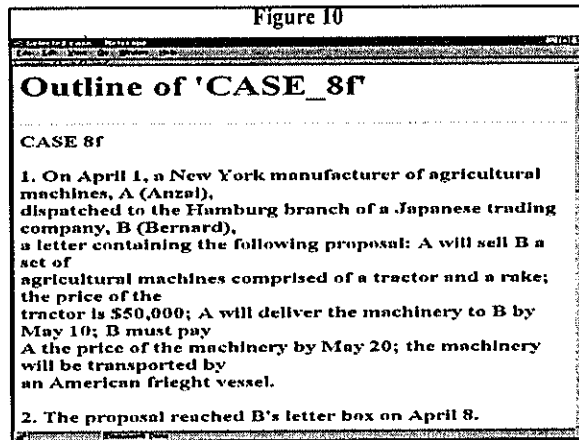 Figure 10
Outline of 'CASE_8f'
CASE 8f
1. On April 1, a New York manufacturer of agricultural
machines, A (Anzai),
dispatched to the Hamburg branch of a Japanese trading
company, B (Bernard),
a letter containing the following proposal: A will sell B a
set of
agricultural machines comprised of a tractor and a rake;
the price of the
tractor is $50,000; A will deliver the machinery to B by
May 10; B must pay
A the price of the machinery by May 20; the machinery
will be transported by
an American frieght vessel.
2. The proposal reached B's letter box on April 8.